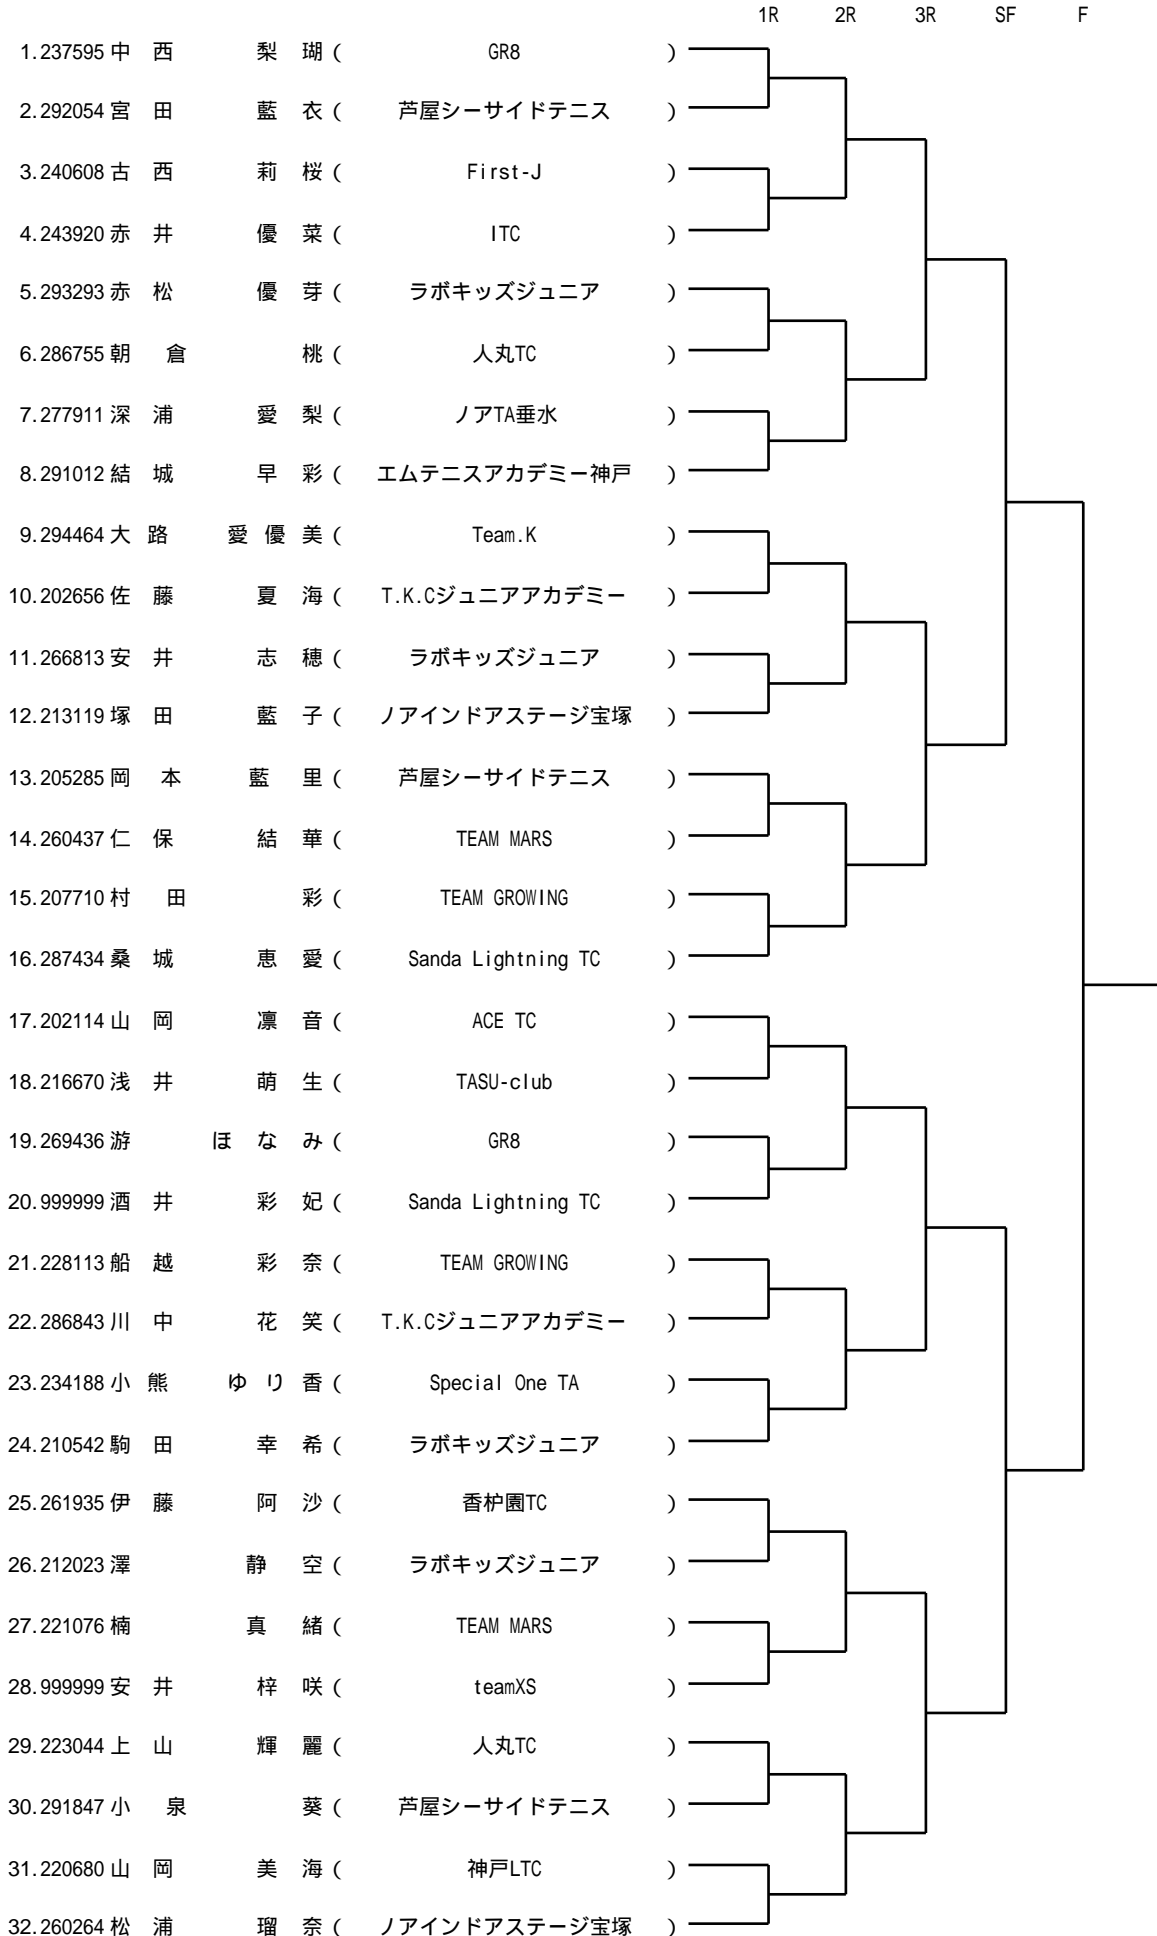 1R 2R 3R SF F
1.237595 中 西 梨 瑚 ( GR8 )
2.292054 宮 田 藍 衣 ( 芦屋シーサイドテニス )
3.240608 古 西 莉 桜 ( First-J )
4.243920 赤 井 優 菜 ( ITC )
5.293293 赤 松 優 芽 ( ラボキッズジュニア )
6.286755 朝 倉 桃 ( 人丸TC )
7.277911 深 浦 愛 梨 ( ノアTA垂水 )
8.291012 結 城 早 彩 ( エムテニスアカデミー神戸 )
9.294464 大 路 愛 優 美 ( Team.K )
10.202656 佐 藤 夏 海 ( T.K.Cジュニアアカデミー )
11.266813 安 井 志 穂 ( ラボキッズジュニア )
12.213119 塚 田 藍 子 ( ノアインドアステージ宝塚 )
13.205285 岡 本 藍 里 ( 芦屋シーサイドテニス )
14.260437 仁 保 結 華 ( TEAM MARS )
15.207710 村 田 彩 ( TEAM GROWING )
16.287434 桑 城 恵 愛 ( Sanda Lightning TC )
17.202114 山 岡 凛 音 ( ACE TC )
18.216670 浅 井 萌 生 ( TASU-club )
19.269436 游 ほ な み ( GR8 )
20.999999 酒 井 彩 妃 ( Sanda Lightning TC )
21.228113 船 越 彩 奈 ( TEAM GROWING )
22.286843 川 中 花 笑 ( T.K.Cジュニアアカデミー )
23.234188 小 熊 ゆ り 香 ( Special One TA )
24.210542 駒 田 幸 希 ( ラボキッズジュニア )
25.261935 伊 藤 阿 沙 ( 香枦園TC )
26.212023 澤 静 空 ( ラボキッズジュニア )
27.221076 楠 真 緒 ( TEAM MARS )
28.999999 安 井 梓 咲 ( teamXS )
29.223044 上 山 輝 麗 ( 人丸TC )
30.291847 小 泉 葵 ( 芦屋シーサイドテニス )
31.220680 山 岡 美 海 ( 神戸LTC )
32.260264 松 浦 瑠 奈 ( ノアインドアステージ宝塚 )